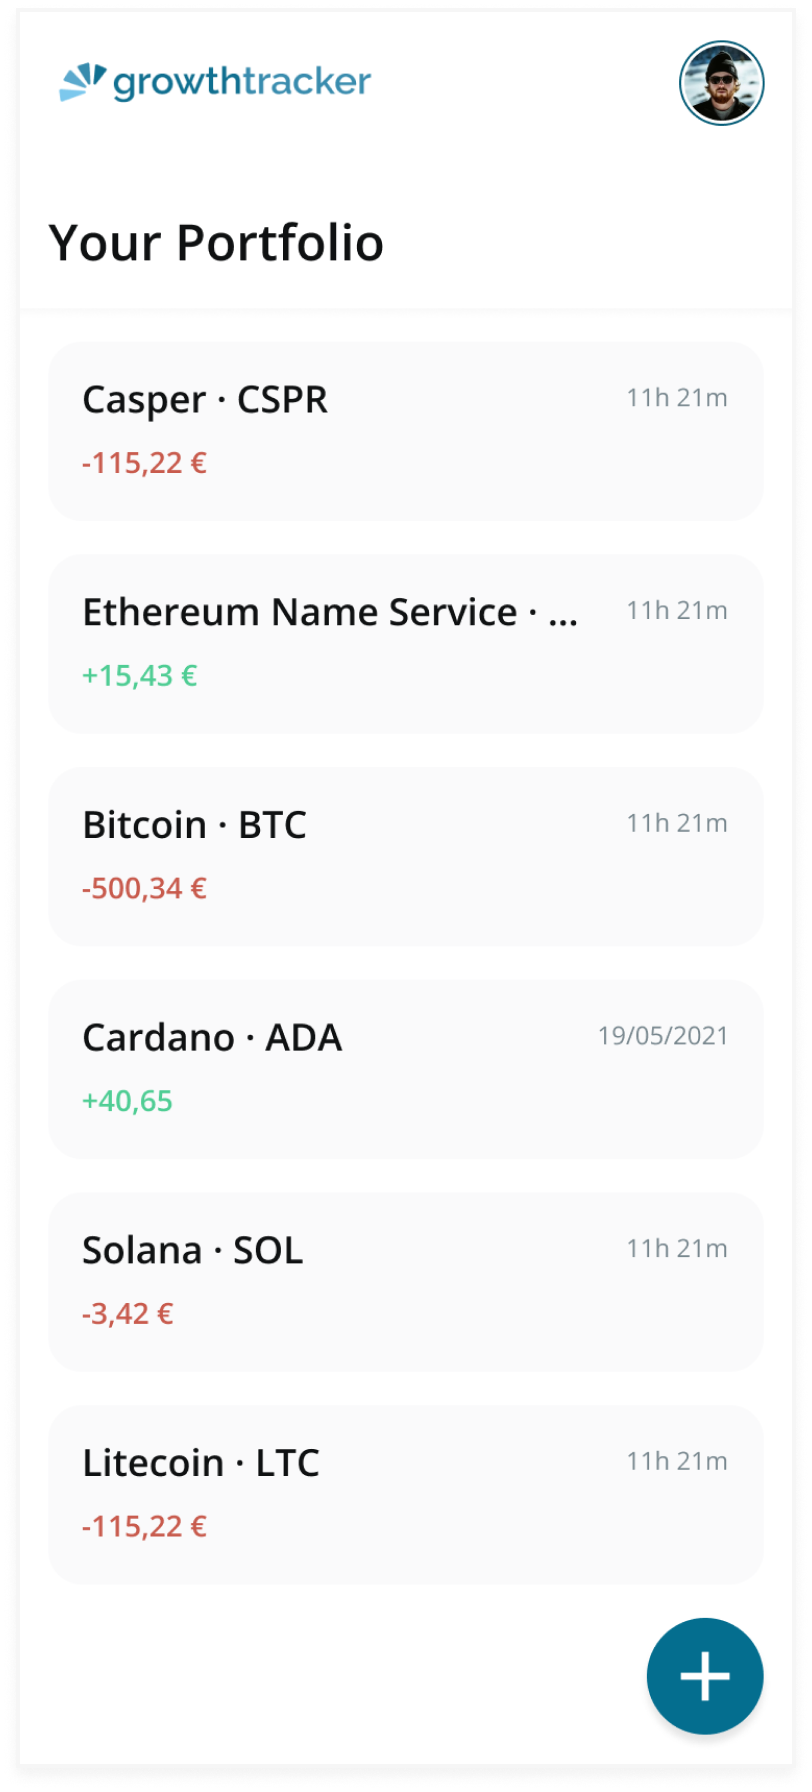 growthtracker
Your Portfolio
Casper · CSPR 11h 21m
-115,22 €
Ethereum Name Service · ... 11h 21m
+15,43 €
Bitcoin · BTC 11h 21m
-500,34 €
Cardano · ADA 19/05/2021
+40,65
Solana · SOL 11h 21m
-3,42 €
Litecoin · LTC 11h 21m
-115,22 €